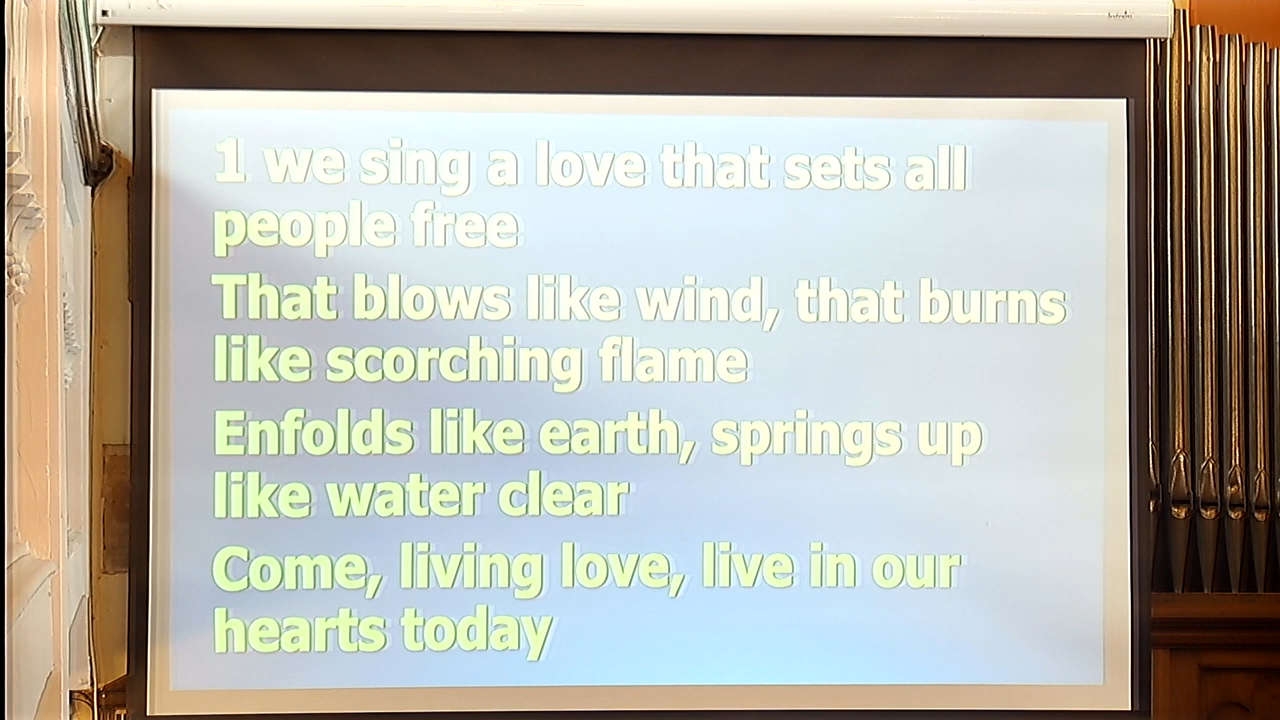 1 we sing a love that sets all
people free
That blows like wind, that burns
like scorching flame
Enfolds like earth, springs up
like water clear
Come, living love, live in our
hearts today